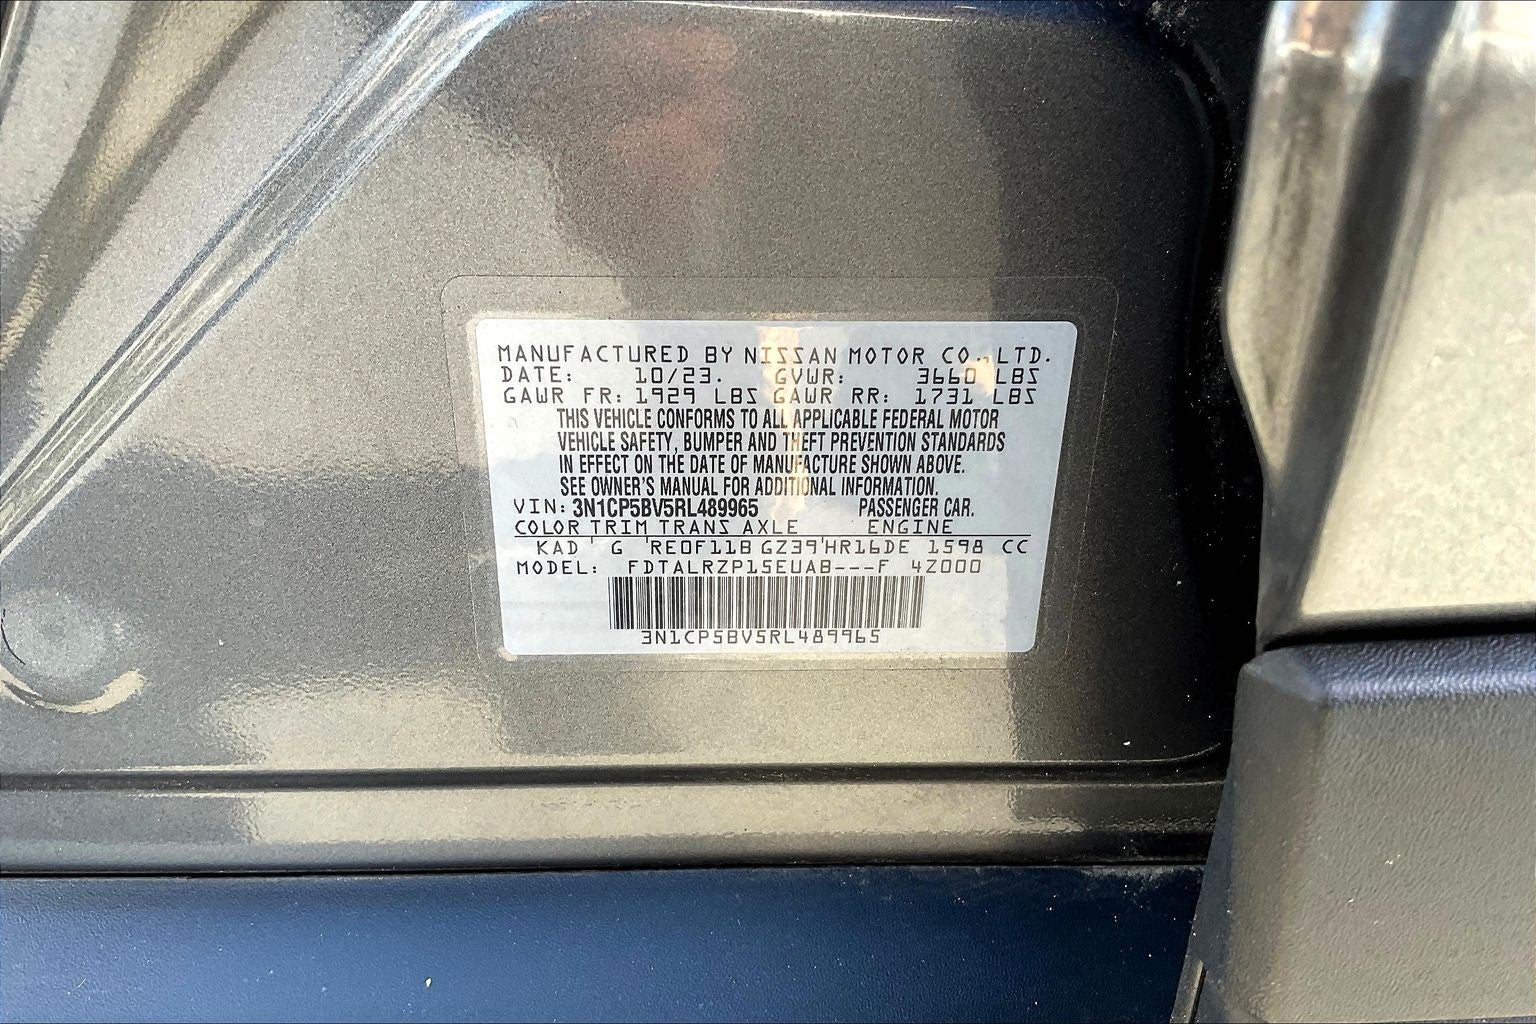 MANUFACTURED BY NISSAN MOTOR CO.,LTD.
DATE: 10/23. GVWR: 3660 LBS
GAWR FR: 1929 LBS GAWR RR: 1731 LBS
THIS VEHICLE CONFORMS TO ALL APPLICABLE FEDERAL MOTOR
VEHICLE SAFETY, BUMPER AND THEFT PREVENTION STANDARDS
IN EFFECT ON THE DATE OF MANUFACTURE SHOWN ABOVE.
SEE OWNER'S MANUAL FOR ADDITIONAL INFORMATION.
VIN: 3N1CP5BV5RL489965 PASSENGER CAR.
COLOR TRIM TRANS AXLE ENGINE
KAD ' G 'RE0F11B GZ39'HR16DE 1598 CC
MODEL: FDTALRZP15EUAB---F 4Z000
3N1CP5BV5RL489965